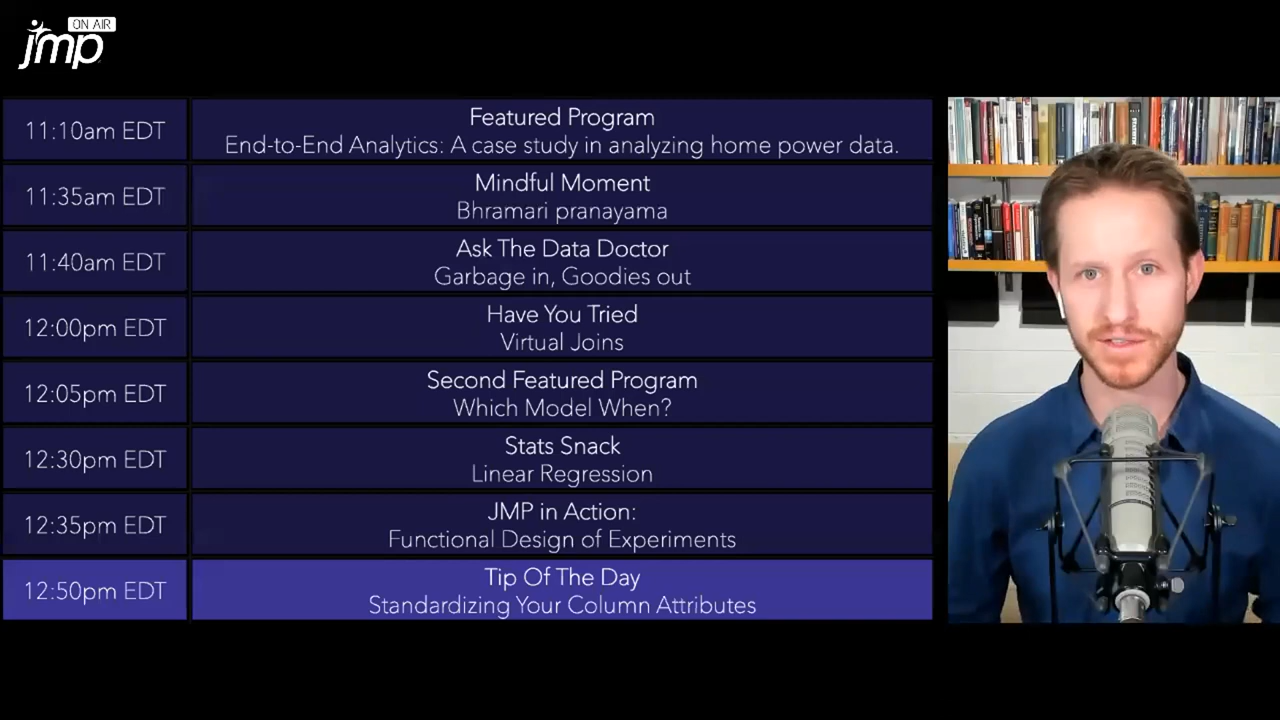 ON AIR
jmp
11:10am EDT
Featured Program
End-to-End Analytics: A case study in analyzing home power data.
11:35am EDT
Mindful Moment
Bhramari pranayama
11:40am EDT
Ask The Data Doctor
Garbage in, Goodies out
12:00pm EDT
Have You Tried
Virtual Joins
12:05pm EDT
Second Featured Program
Which Model When?
12:30pm EDT
Stats Snack
Linear Regression
12:35pm EDT
JMP in Action:
Functional Design of Experiments
12:50pm EDT
Tip Of The Day
Standardizing Your Column Attributes